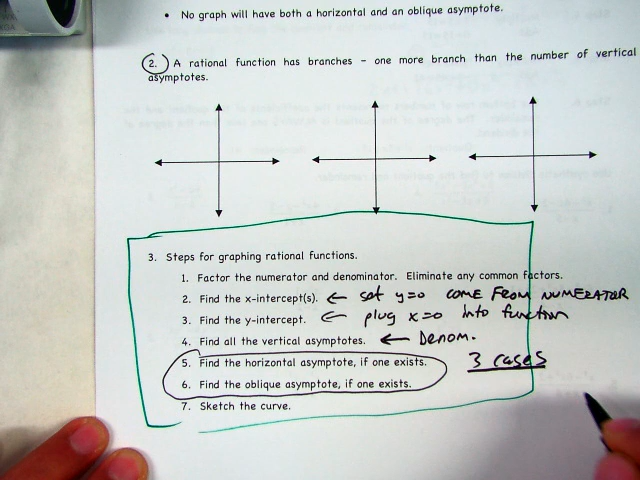 • No graph will have both a horizontal and an oblique asymptote.
2. A rational function has branches – one more branch than the number of vertical
asymptotes.
3. Steps for graphing rational functions.
1. Factor the numerator and denominator. Eliminate any common factors.
2. Find the x-intercept(s). ← set y=0 COME FROM NUMERATOR
3. Find the y-intercept. ← plug x=0 into function
4. Find all the vertical asymptotes. ← Denom.
5. Find the horizontal asymptote, if one exists. 3 cases
6. Find the oblique asymptote, if one exists.
7. Sketch the curve.